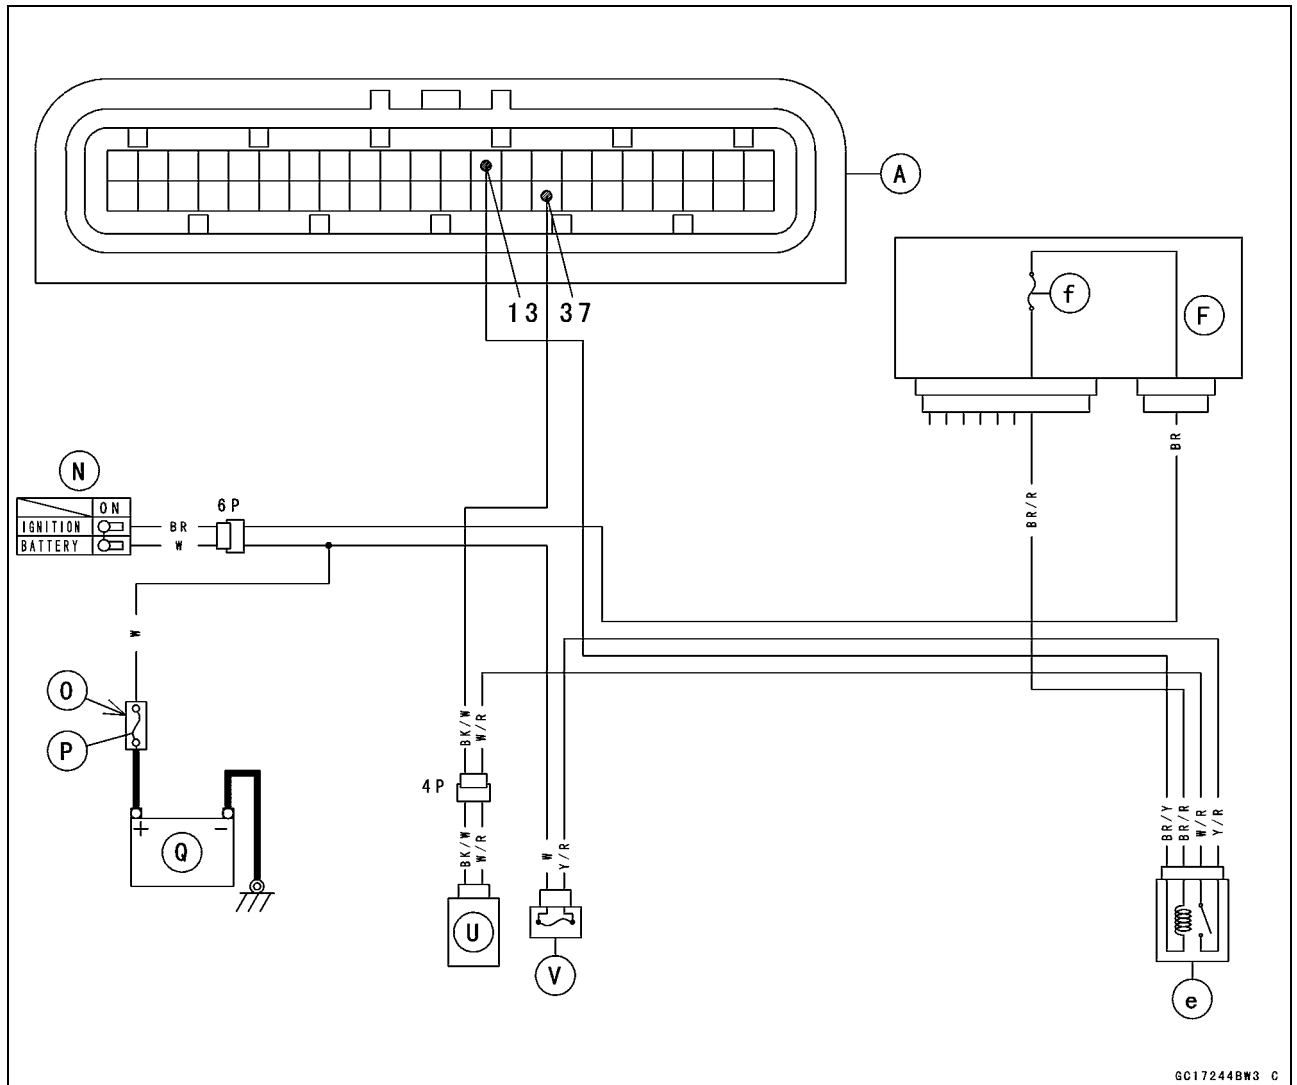 A
13 37
f
F
BR
N
ON
IGNITION
BATTERY
6P
BR
W
BR/R
W
O
P
BK/W
W/R
4P
BR/Y
BR/R
W/R
Y/R
+ -
Q
BK/W
W/R
W
Y/R
U
V
e
GC17244BW3 C